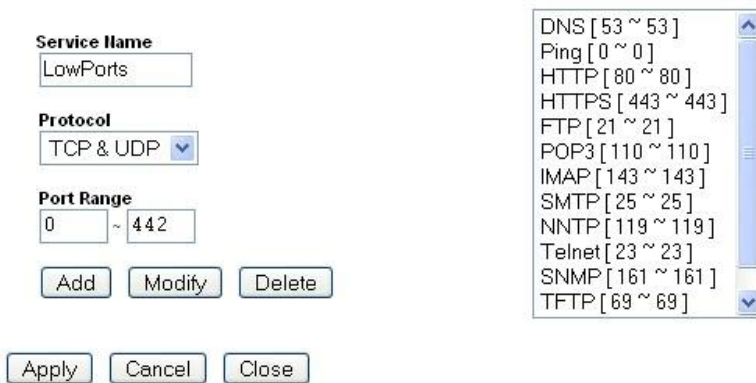 Service Name
LowPorts
Protocol
TCP & UDP
Port Range
0 ~ 442
Add Modify Delete
Apply Cancel Close
DNS [ 53 ~ 53 ]
Ping [ 0 ~ 0 ]
HTTP [ 80 ~ 80 ]
HTTPS [ 443 ~ 443 ]
FTP [ 21 ~ 21 ]
POP3 [ 110 ~ 110 ]
IMAP [ 143 ~ 143 ]
SMTP [ 25 ~ 25 ]
NNTP [ 119 ~ 119 ]
Telnet [ 23 ~ 23 ]
SNMP [ 161 ~ 161 ]
TFTP [ 69 ~ 69 ]